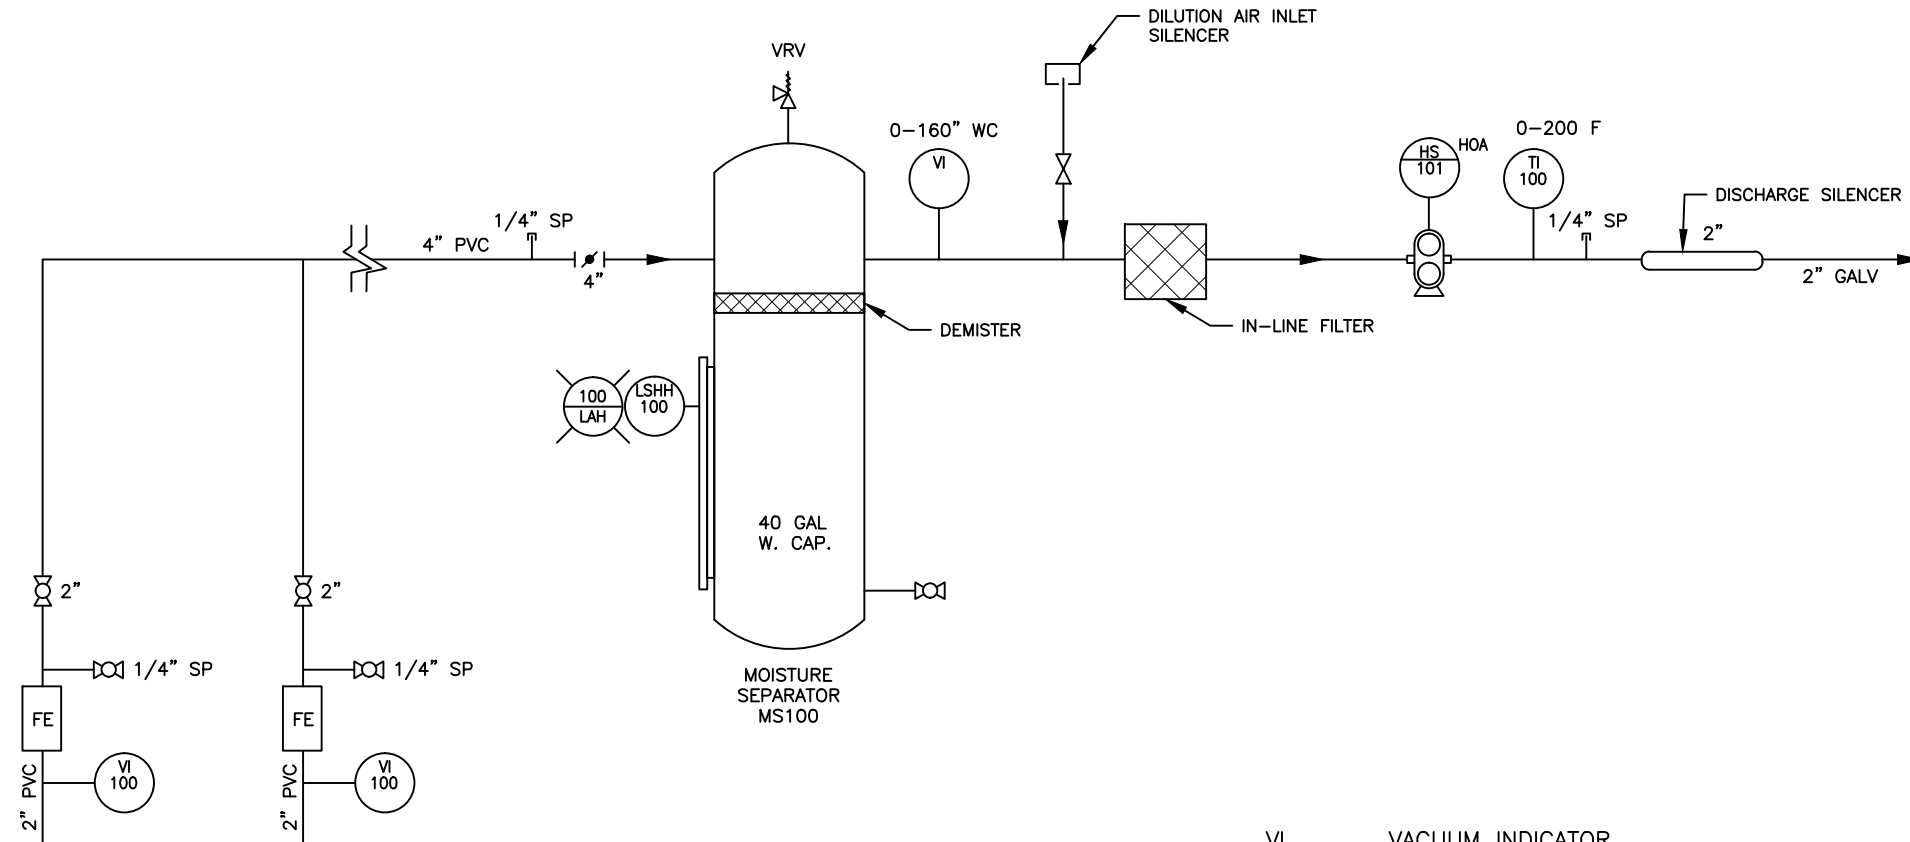 DILUTION AIR INLET
SILENCER
VRV
0-160" WC
VI
HS
101
HOA
0-200 F
TI
100
DISCHARGE SILENCER
1/4" SP
4" PVC
4"
1/4" SP
2"
2" GALV
DEMISTER
IN-LINE FILTER
100
LAH
LSHH
100
40 GAL
W. CAP.
2"
2"
1/4" SP
1/4" SP
MOISTURE
SEPARATOR
MS100
FE
FE
VI
100
VI
100
2" PVC
2" PVC
VI VACUUM INDICATOR